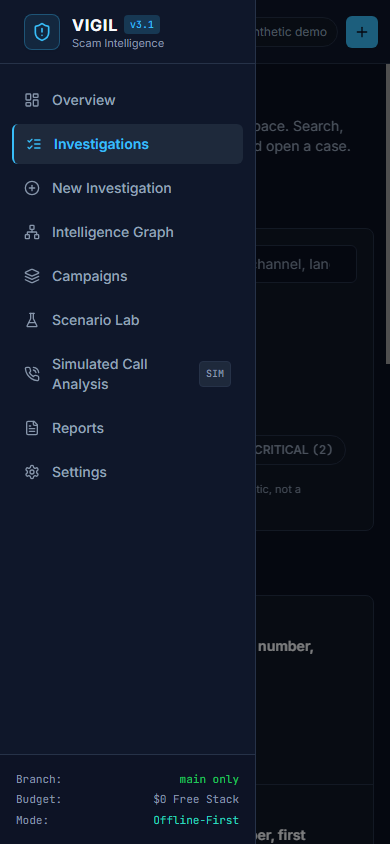 VIGIL v3.1
Scam Intelligence
nthetic demo
Overview
pace. Search,
Investigations
d open a case.
New Investigation
Intelligence Graph
channel, lan
Campaigns
Scenario Lab
Simulated Call
Analysis
SIM
Reports
CRITICAL (2)
Settings
tic, not a
number,
Branch: main only
Budget: $0 Free Stack
Mode: Offline-First
er, first